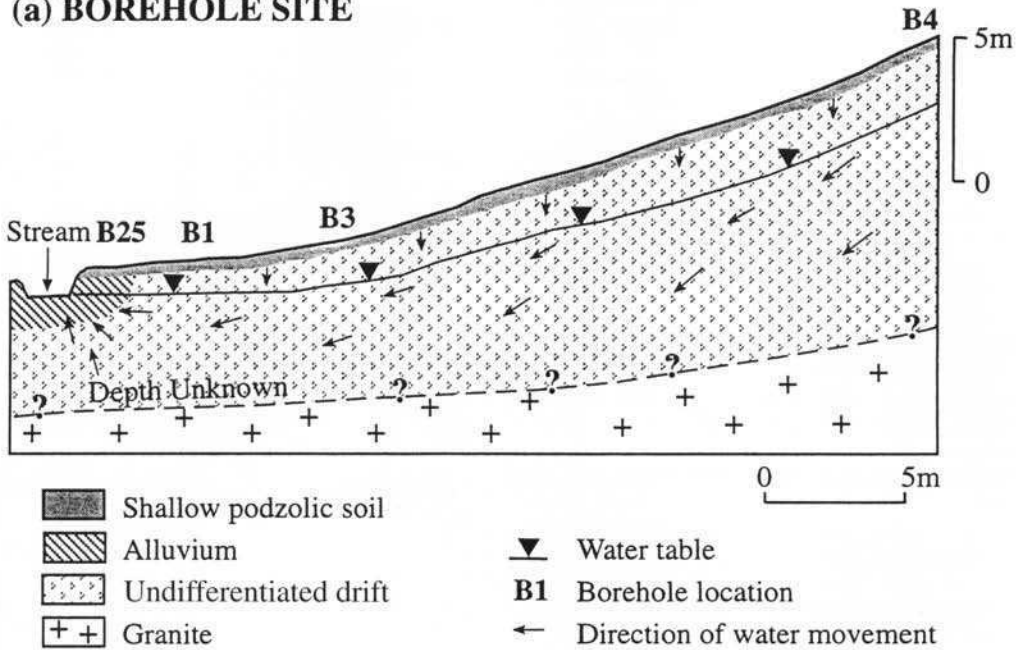 (a) BOREHOLE SITE
B4
5m
0
Stream B25 B1 B3
Depth Unknown
? ? ? ? ?
0 5m
Shallow podzolic soil
Alluvium
Undifferentiated drift
Granite
Water table
B1 Borehole location
Direction of water movement